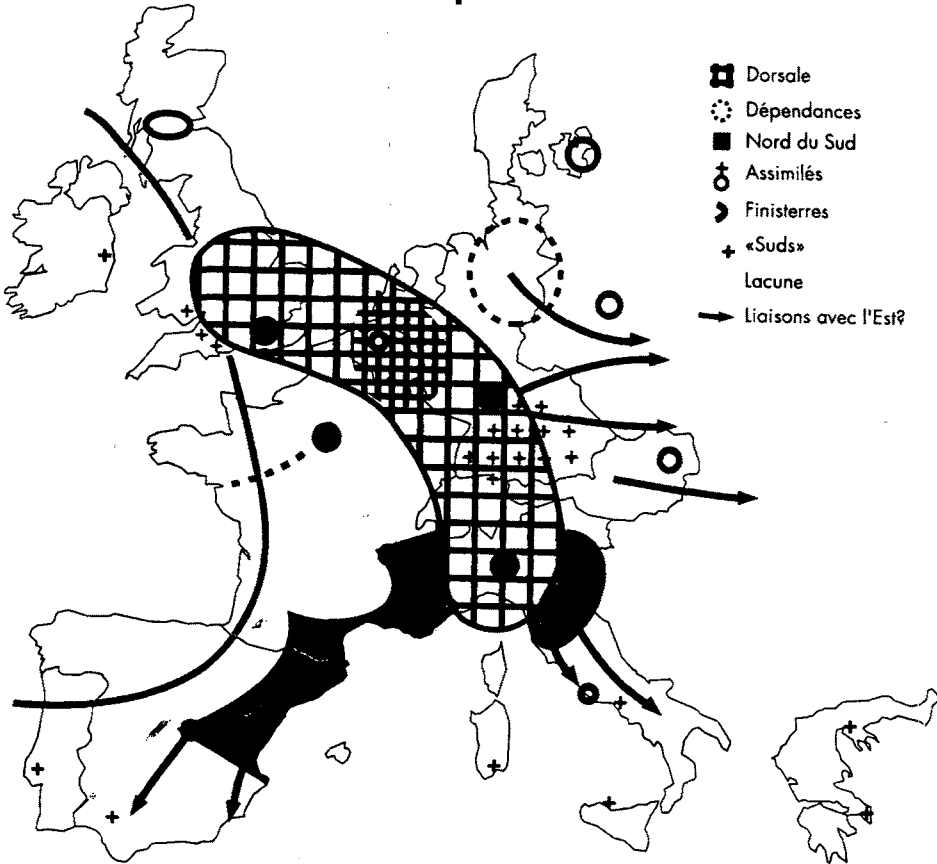 Dorsale
Dépendances
Nord du Sud
Assimilés
Finisterres
«Suds»
Lacune
Liaisons avec l'Est?